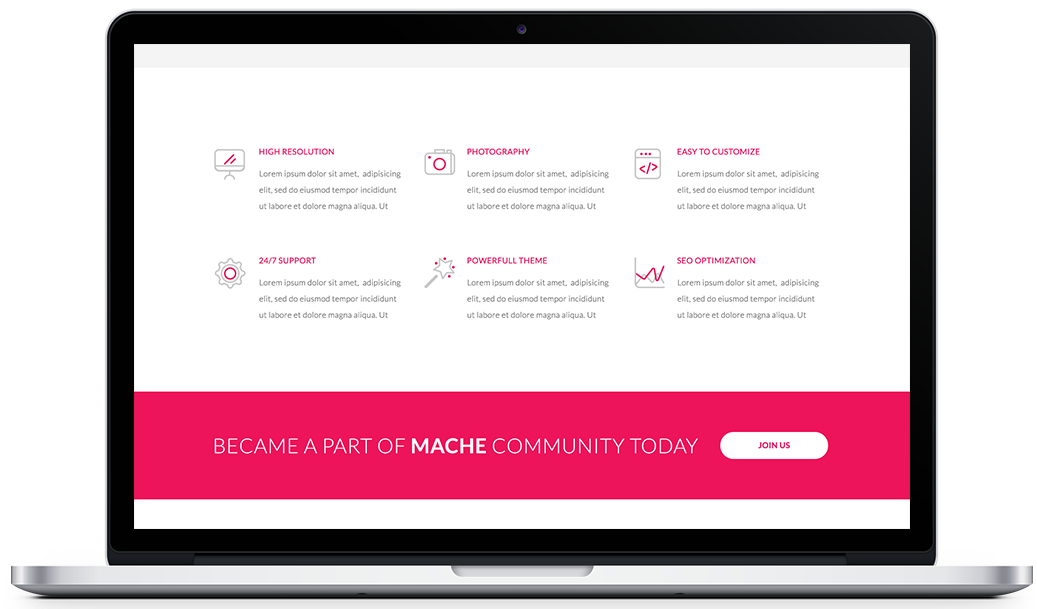 HIGH RESOLUTION
Lorem ipsum dolor sit amet, adipisicing
elit, sed do eiusmod tempor incididunt
ut labore et dolore magna aliqua. Ut
PHOTOGRAPHY
Lorem ipsum dolor sit amet, adipisicing
elit, sed do eiusmod tempor incididunt
ut labore et dolore magna aliqua. Ut
EASY TO CUSTOMIZE
Lorem ipsum dolor sit amet, adipisicing
elit, sed do eiusmod tempor incididunt
ut labore et dolore magna aliqua. Ut
24/7 SUPPORT
Lorem ipsum dolor sit amet, adipisicing
elit, sed do eiusmod tempor incididunt
ut labore et dolore magna aliqua. Ut
POWERFULL THEME
Lorem ipsum dolor sit amet, adipisicing
elit, sed do eiusmod tempor incididunt
ut labore et dolore magna aliqua. Ut
SEO OPTIMIZATION
Lorem ipsum dolor sit amet, adipisicing
elit, sed do eiusmod tempor incididunt
ut labore et dolore magna aliqua. Ut
BECAME A PART OF MACHE COMMUNITY TODAY
JOIN US